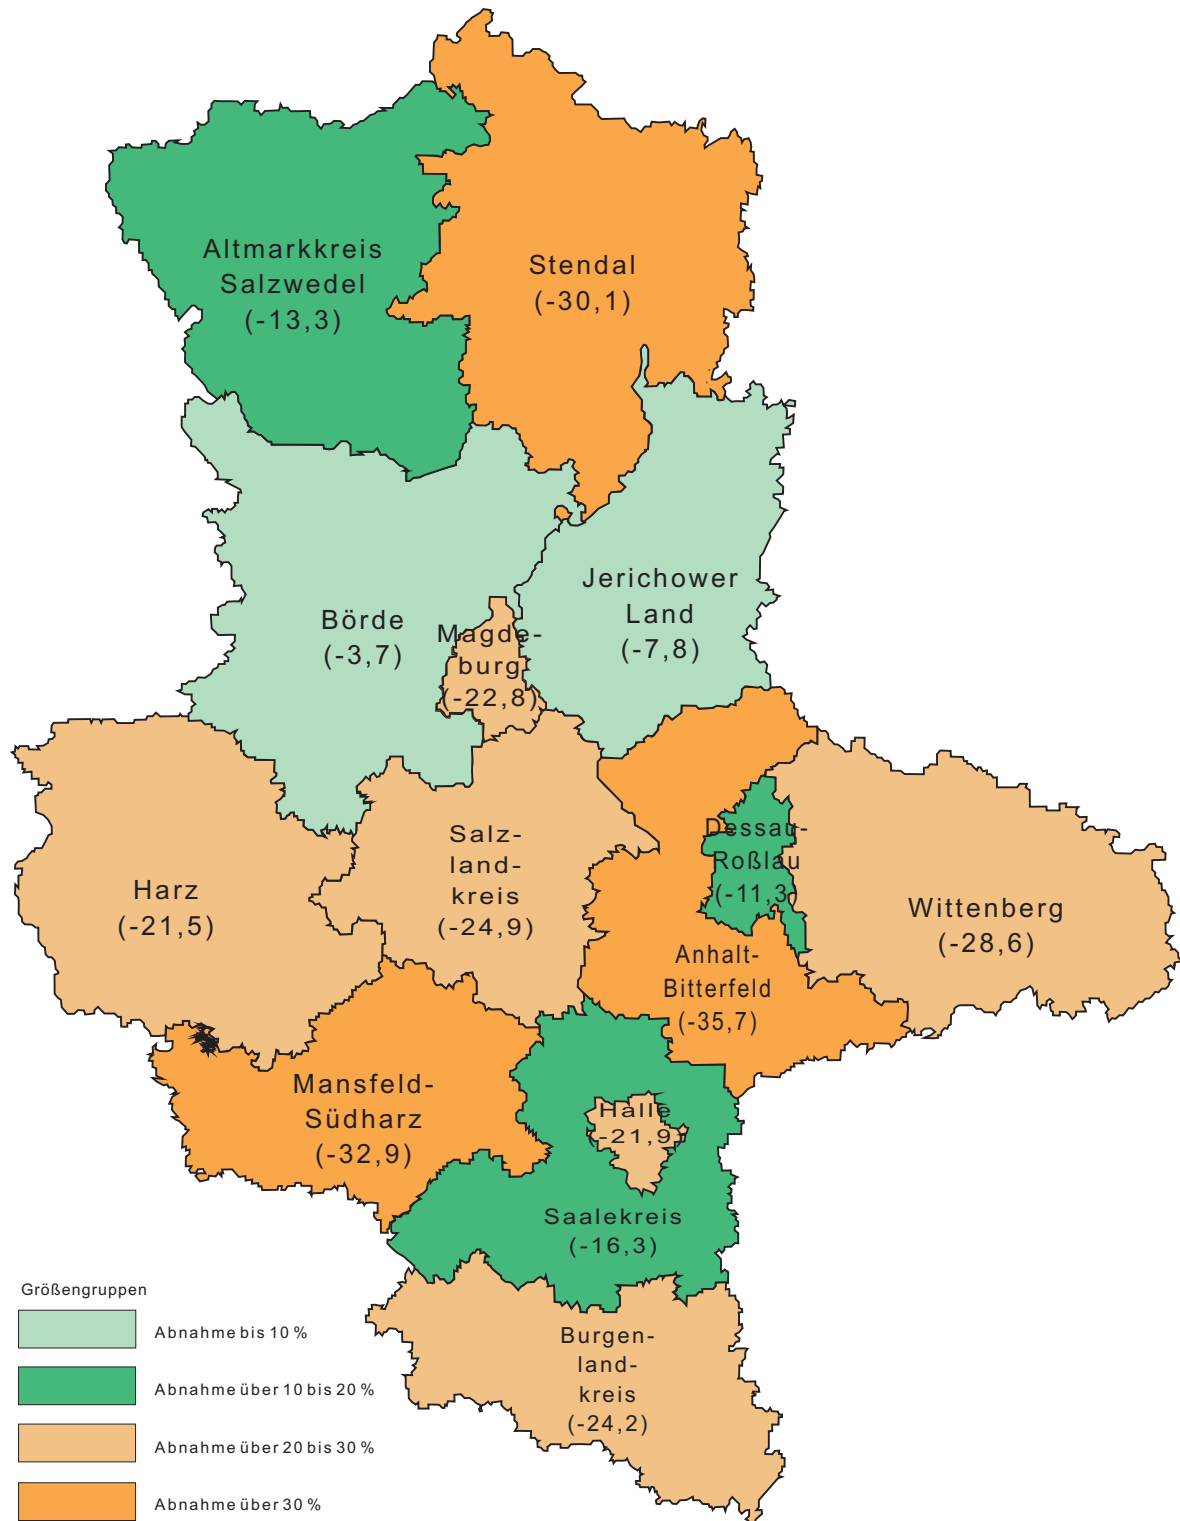 Altmarkkreis
Salzwedel
(-13,3)
Stendal
(-30,1)
Jerichower
Land
(-7,8)
Börde
(-3,7)
Magde-
burg
(-22,8)
Harz
(-21,5)
Salz-
land-
kreis
(-24,9)
Dessau-
Roßlau
(-11,3)
Wittenberg
(-28,6)
Anhalt-
Bitterfeld
(-35,7)
Mansfeld-
Südharz
(-32,9)
Halle
(-21,9)
Saalekreis
(-16,3)
Burgen-
land-
kreis
(-24,2)
Größengruppen
Abnahme bis 10 %
Abnahme über 10 bis 20 %
Abnahme über 20 bis 30 %
Abnahme über 30 %